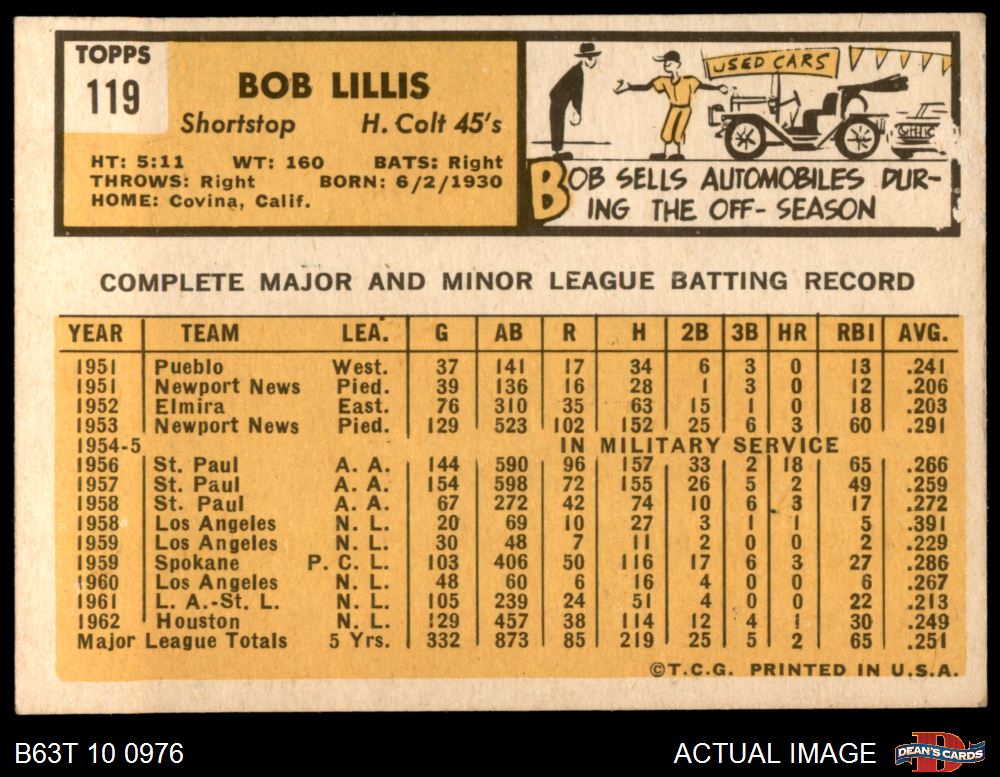 TOPPS
119
BOB LILLIS
Shortstop H. Colt 45's
HT: 5:11 WT: 160 BATS: Right
THROWS: Right BORN: 6/2/1930
HOME: Covina, Calif.
USED CARS
BOB SELLS AUTOMOBILES DUR-
ING THE OFF-SEASON
COMPLETE MAJOR AND MINOR LEAGUE BATTING RECORD
YEAR TEAM LEA. G AB R H 2B 3B HR RBI AVG.
1951 Pueblo West. 37 141 17 34 6 3 0 13 .241
1951 Newport News Pied. 39 136 16 28 1 3 0 12 .206
1952 Elmira East. 76 310 35 63 15 1 0 18 .203
1953 Newport News Pied. 129 523 102 152 25 6 3 60 .291
1954-5 IN MILITARY SERVICE
1956 St. Paul A. A. 144 590 96 157 33 2 18 65 .266
1957 St. Paul A. A. 154 598 72 155 26 5 2 49 .259
1958 St. Paul A. A. 67 272 42 74 10 6 3 17 .272
1958 Los Angeles N. L. 20 69 10 27 3 1 1 5 .391
1959 Los Angeles N. L. 30 48 7 11 2 0 0 2 .229
1959 Spokane P. C. L. 103 406 50 116 17 6 3 27 .286
1960 Los Angeles N. L. 48 60 6 16 4 0 0 6 .267
1961 L. A.-St. L. N. L. 105 239 24 51 4 0 0 22 .213
1962 Houston N. L. 129 457 38 114 12 4 1 30 .249
Major League Totals 5 Yrs. 332 873 85 219 25 5 2 65 .251
©T.C.G. PRINTED IN U.S.A.
B63T 10 0976 ACTUAL IMAGE
D
DEAN'S CARDS